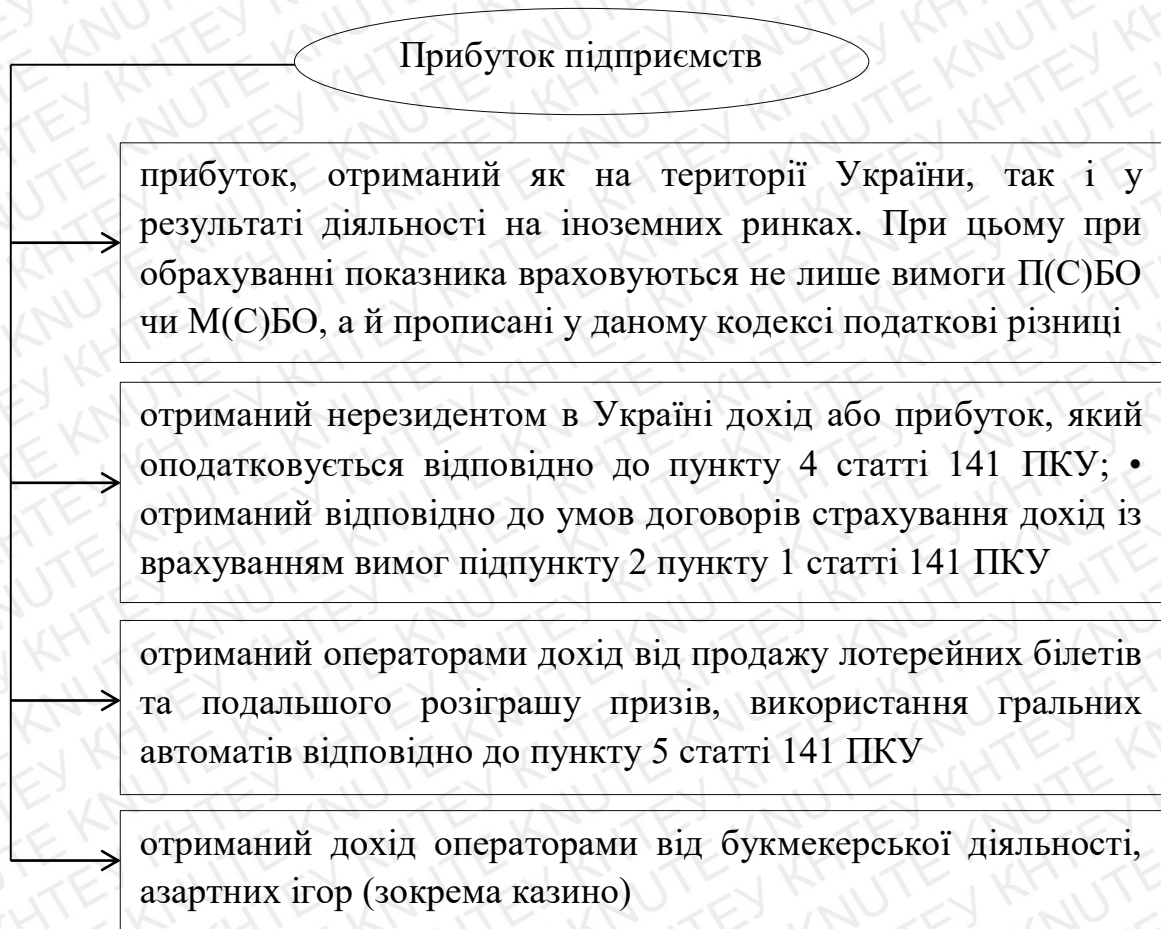 Прибуток підприємств
прибуток, отриманий як на території України, так і у
результаті діяльності на іноземних ринках. При цьому при
обрахуванні показника враховуються не лише вимоги П(С)БО
чи М(С)БО, а й прописані у даному кодексі податкові різниці
отриманий нерезидентом в Україні дохід або прибуток, який
оподатковується відповідно до пункту 4 статті 141 ПКУ; •
отриманий відповідно до умов договорів страхування дохід із
врахуванням вимог підпункту 2 пункту 1 статті 141 ПКУ
отриманий операторами дохід від продажу лотерейних білетів
та подальшого розіграшу призів, використання гральних
автоматів відповідно до пункту 5 статті 141 ПКУ
отриманий дохід операторами від букмекерської діяльності,
азартних ігор (зокрема казино)